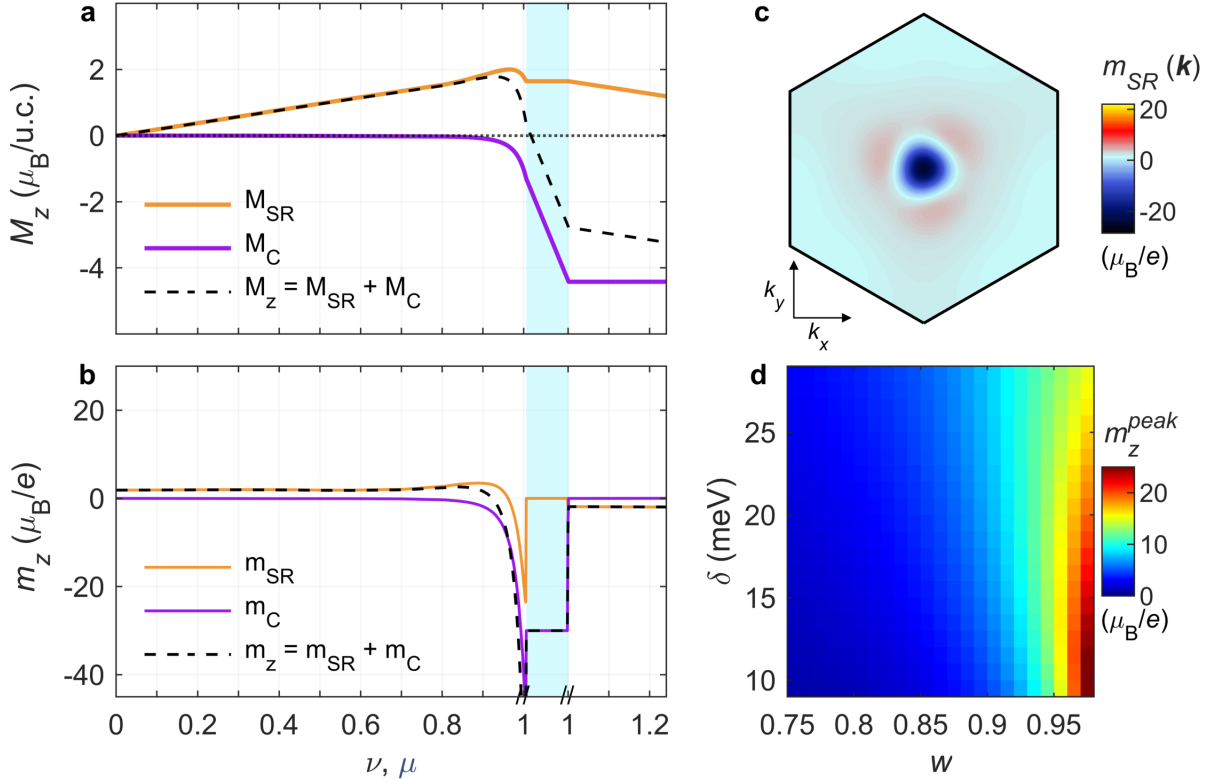 a
M_z (μ_B/u.c.)
2
0
-2
-4
M_SR
M_C
M_z = M_SR + M_C
b
m_z (μ_B/e)
20
0
-20
-40
m_SR
m_C
m_z = m_SR + m_C
0 0.2 0.4 0.6 0.8 1 1 1.2
ν, μ
c
k_y
k_x
m_SR (k)
20
0
-20
(μ_B/e)
d
δ (meV)
25
20
15
10
0.75 0.8 0.85 0.9 0.95
w
m_z^peak
20
10
0
(μ_B/e)